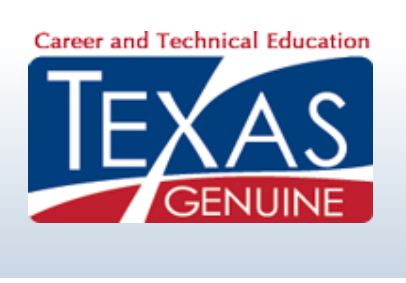 Career and Technical Education
TEXAS
GENUINE